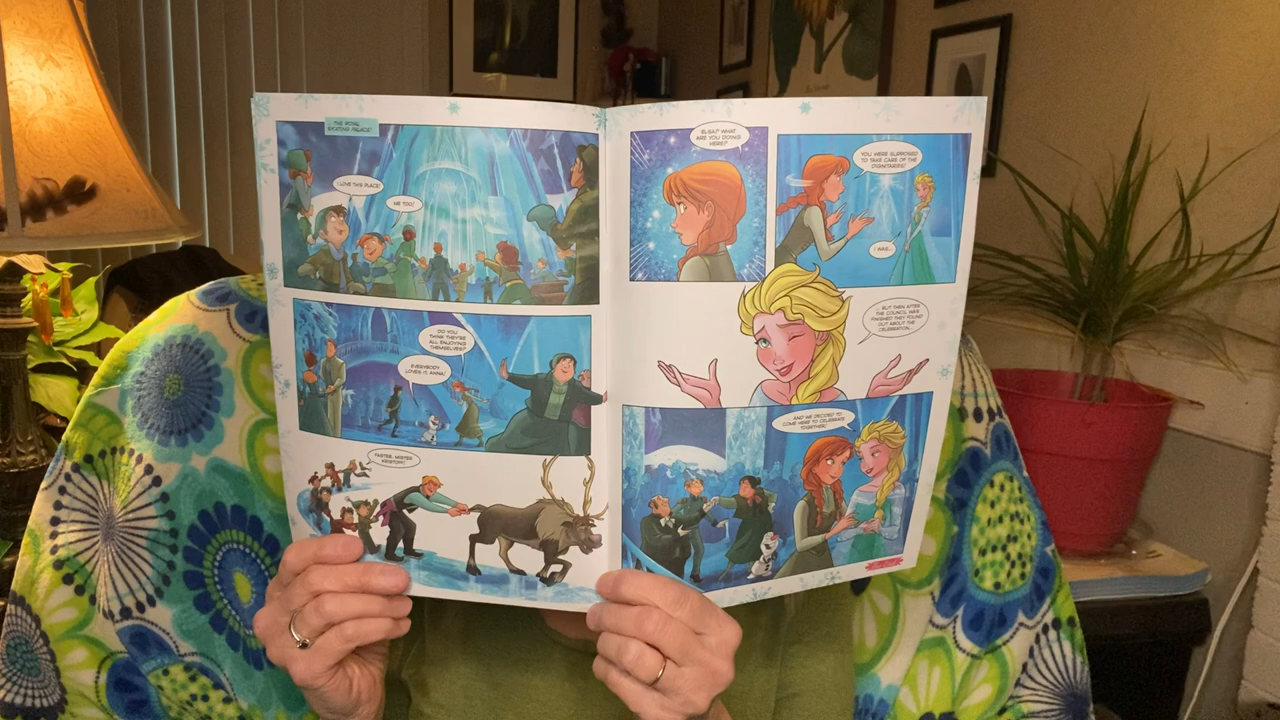 ...THE ROYAL
SKATING PALACE!
I LOVE THIS PLACE!
ME TOO!
DO YOU
THINK THEY'RE
ALL ENJOYING
THEMSELVES?
EVERYBODY
LOVES IT, ANNA!
FASTER, MISTER
KRISTOFF!
ELSA? WHAT
ARE YOU DOING
HERE?
YOU WERE SUPPOSED
TO TAKE CARE OF THE
DIGNITARIES!
I WAS...
... BUT THEN AFTER
THE COUNCIL WAS
FINISHED THEY FOUND
OUT ABOUT THE
CELEBRATION...
AND WE DECIDED TO
COME HERE TO CELEBRATE
TOGETHER!